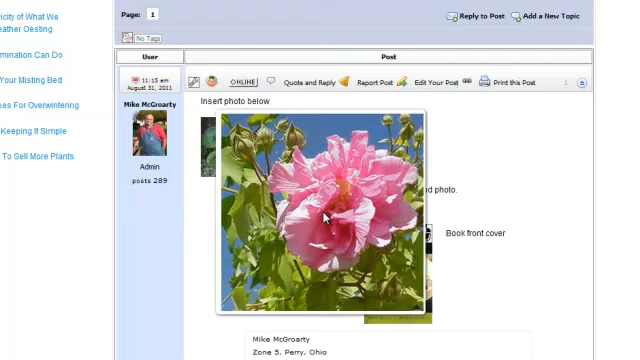 icity of What We
eather Oesting
mination Can Do
Your Misting Bed
ses For Overwintering
Keeping It Simple
To Sell More Plants
Page: 1
Reply to Post
Add a New Topic
No Tags
User
Post
11:15 am
August 31, 2011
ONLINE
Quote and Reply
Report Post
Edit Your Post
Print this Post
Mike McGroarty
Admin
posts 289
Insert photo below
d photo.
Book front cover
Mike McGroarty
Zone 5, Perry, Ohio